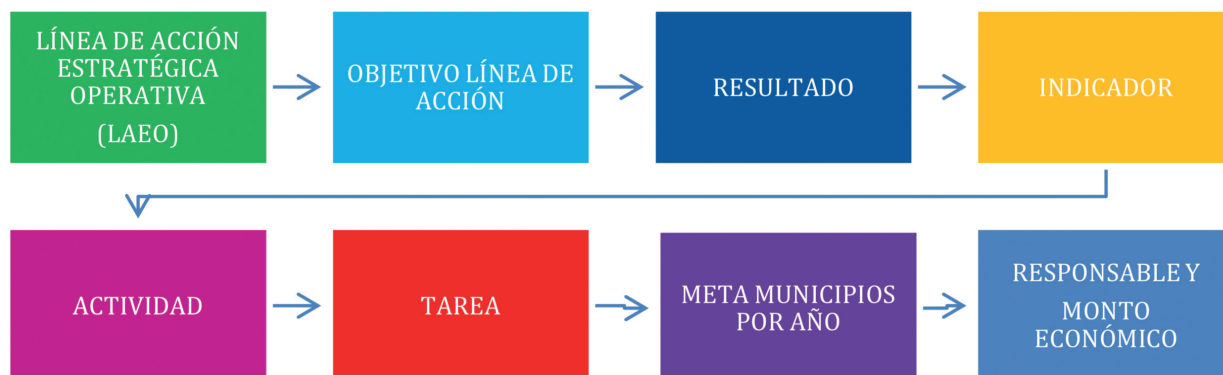 LÍNEA DE ACCIÓN
ESTRATÉGICA
OPERATIVA
(LAEO)
OBJETIVO LÍNEA DE
ACCIÓN
RESULTADO
INDICADOR
ACTIVIDAD
TAREA
META MUNICIPIOS
POR AÑO
RESPONSABLE Y
MONTO
ECONÓMICO